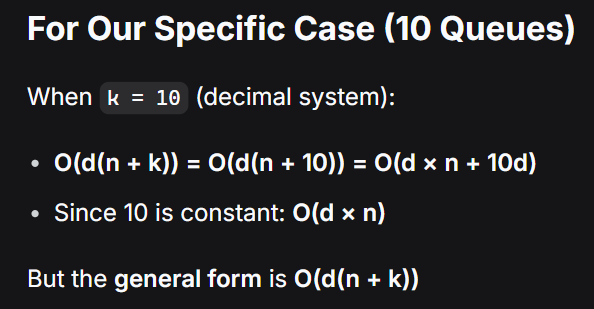 For Our Specific Case (10 Queues)
When k = 10 (decimal system):
• O(d(n + k)) = O(d(n + 10)) = O(d × n + 10d)
• Since 10 is constant: O(d × n)
But the general form is O(d(n + k))